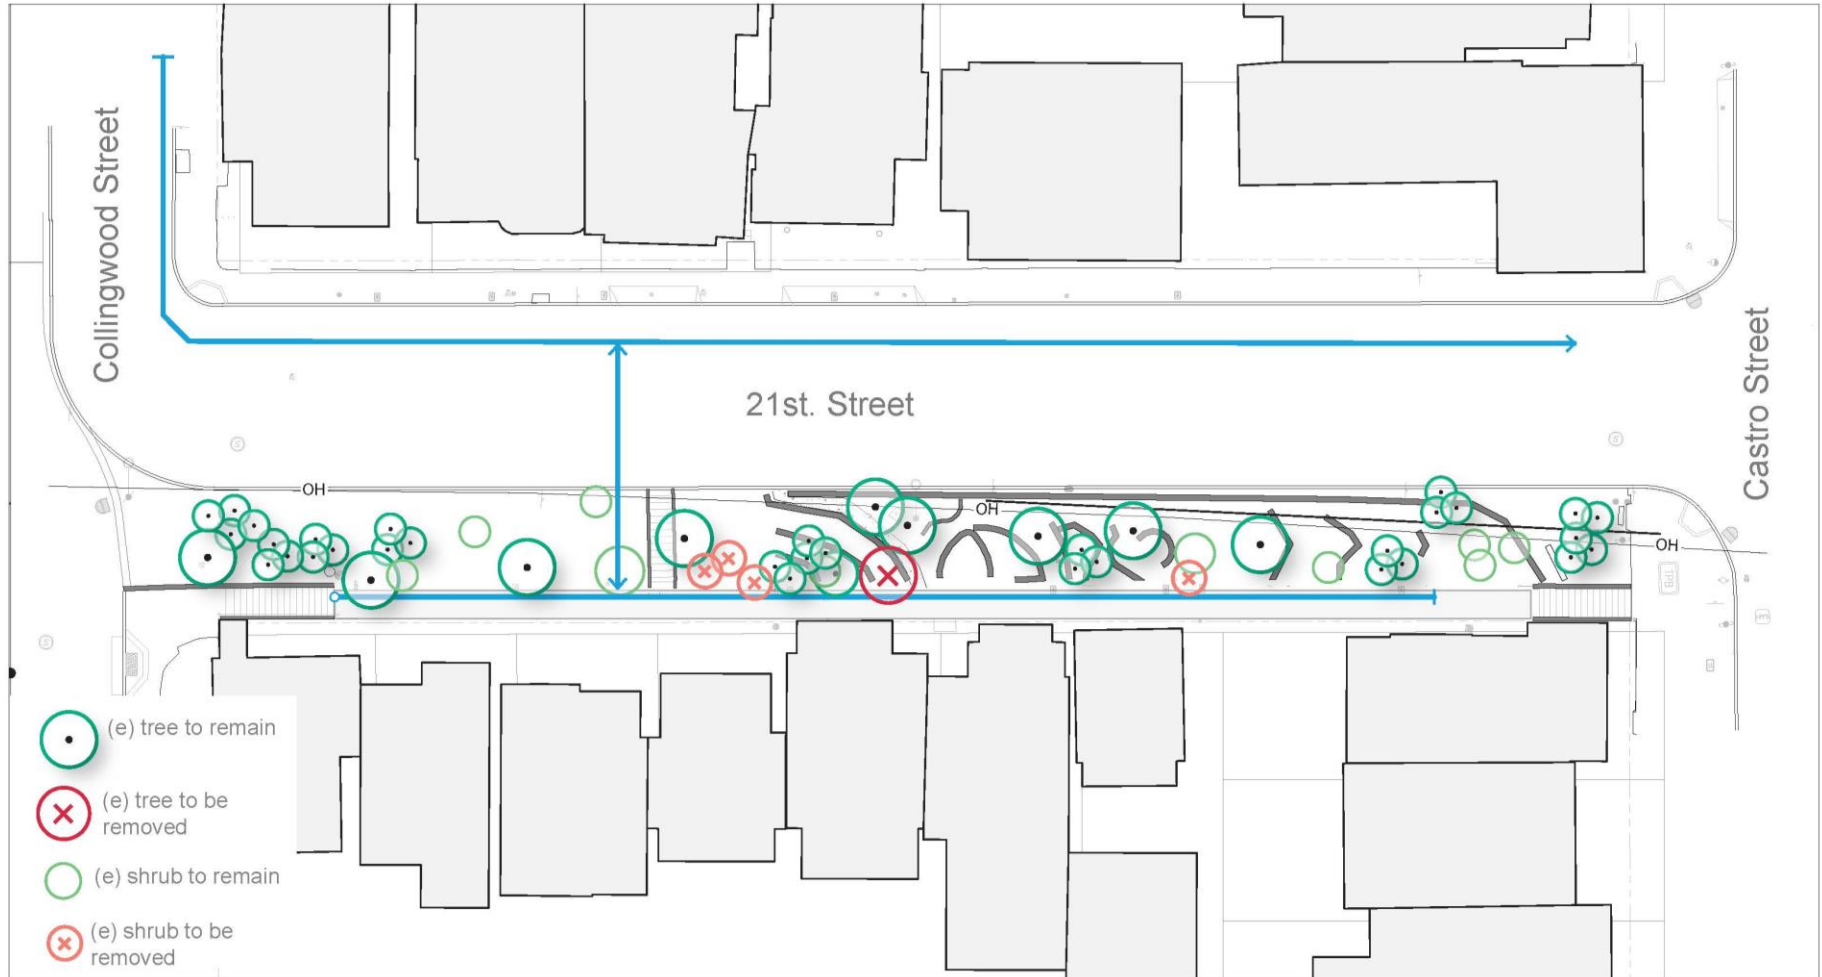 Collingwood Street
21st. Street
Castro Street
OH
OH
OH
TPB
(e) tree to remain
(e) tree to be
removed
(e) shrub to remain
(e) shrub to be
removed